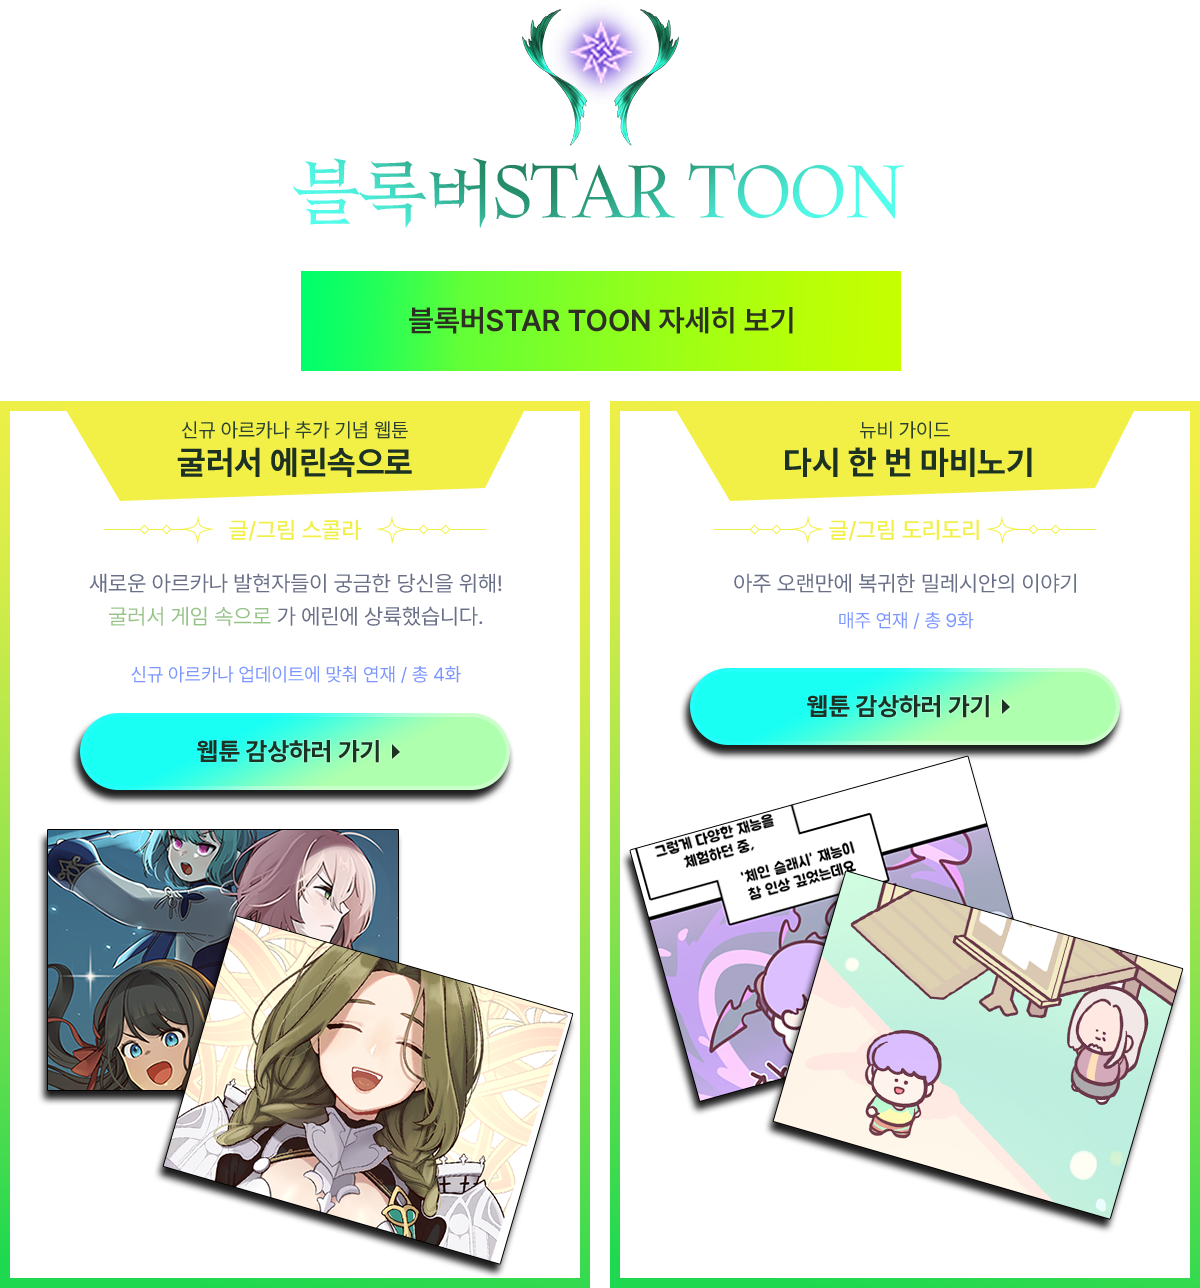 블록버STAR TOON
블록버STAR TOON 자세히 보기
신규 아르카나 추가 기념 웹툰
굴러서 에린속으로
글/그림 스콜라
새로운 아르카나 발현자들이 궁금한 당신을 위해!
굴러서 게임 속으로 가 에린에 상륙했습니다.
신규 아르카나 업데이트에 맞춰 연재 / 총 4화
웹툰 감상하러 가기
뉴비 가이드
다시 한 번 마비노기
글/그림 도리도리
아주 오랜만에 복귀한 밀레시안의 이야기
매주 연재 / 총 9화
웹툰 감상하러 가기
그렇게 다양한 재능을
체험하던 중,
'체인 슬래시' 재능이
참 인상 깊었는데요